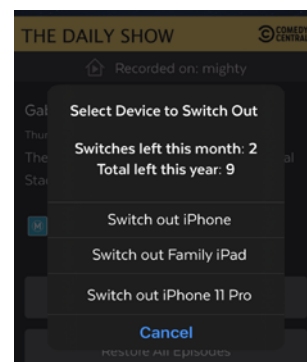 THE DAILY SHOW
COMEDY
CENTRAL
Recorded on: mighty
Select Device to Switch Out
Switches left this month: 2
Total left this year: 9
Switch out iPhone
Switch out Family iPad
Switch out iPhone 11 Pro
Cancel
Restore All Episodes